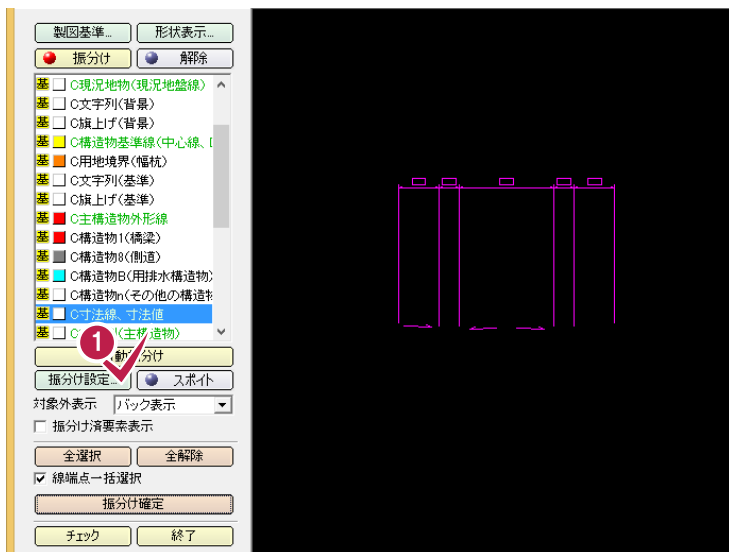 製図基準... 形状表示...
振分け 解除
基 C現況地物(現況地盤線)
基 C文字列(背景)
基 C旗上げ(背景)
基 C構造物基準線(中心線、
基 C用地境界(幅杭)
基 C文字列(基準)
基 C旗上げ(基準)
基 C主構造物外形線
基 C構造物1(橋梁)
基 C構造物8(側道)
基 C構造物B(用排水構造物)
基 C構造物n(その他の構造物
基 C寸法線、寸法値
基 C (主構造物)
1
動 分け
振分け設定... スポイト
対象外表示 バック表示
振分け済要素表示
全選択 全解除
線端点一括選択
振分け確定
チェック 終了